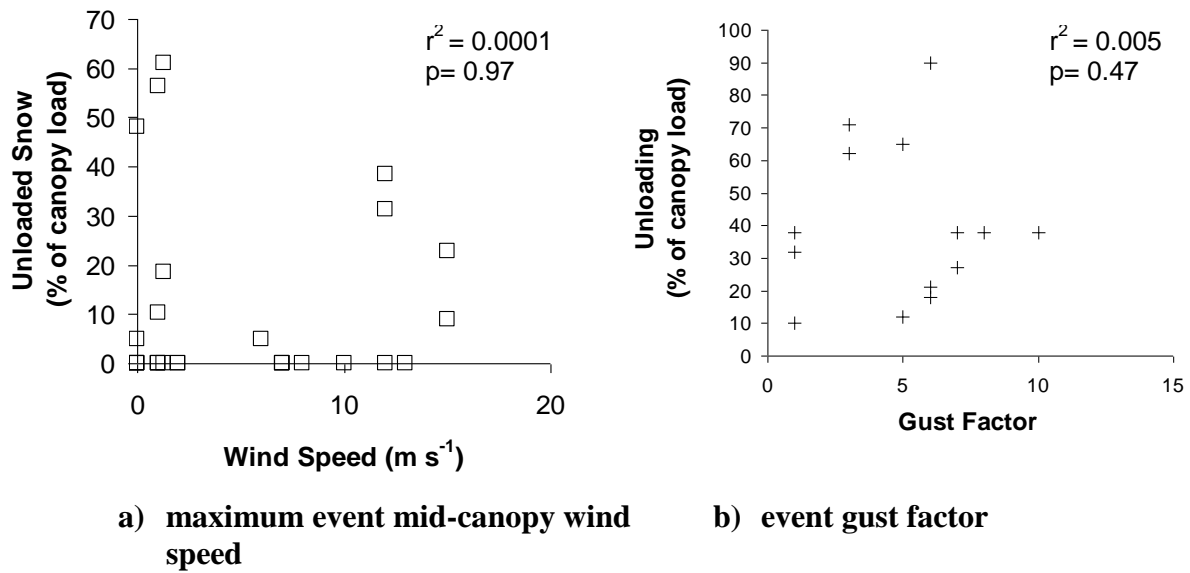 70
60
50
40
30
20
10
0
Unloaded Snow
(% of canopy load)
r² = 0.0001
p= 0.97
0 10 20
Wind Speed (m s⁻¹)
a) maximum event mid-canopy wind
speed
100
90
80
70
60
50
40
30
20
10
0
Unloading
(% of canopy load)
r² = 0.005
p= 0.47
0 5 10 15
Gust Factor
b) event gust factor